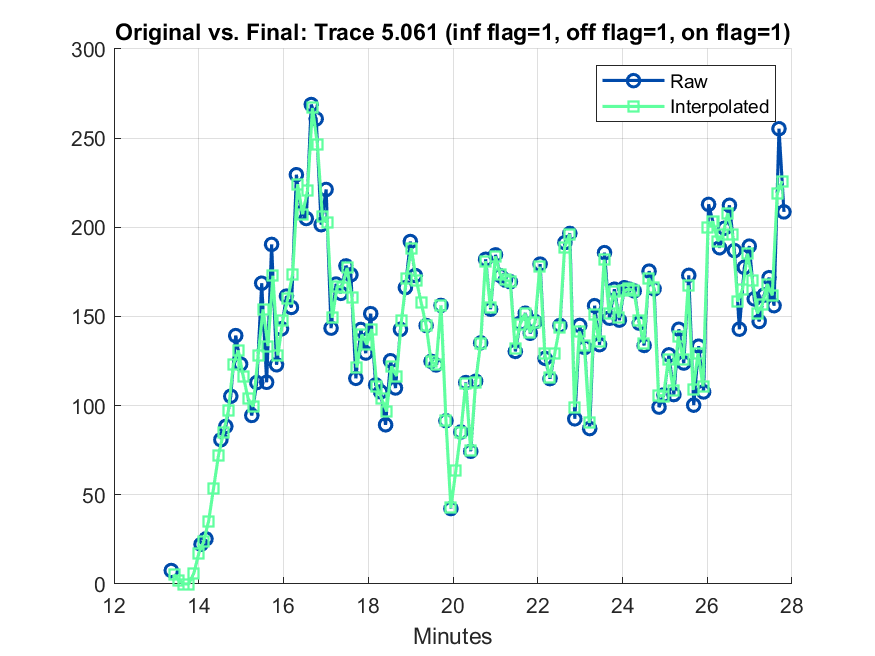 Original vs. Final: Trace 5.061 (inf flag=1, off flag=1, on flag=1)
300
250
200
150
100
50
0
Raw
Interpolated
12 14 16 18 20 22 24 26 28
Minutes